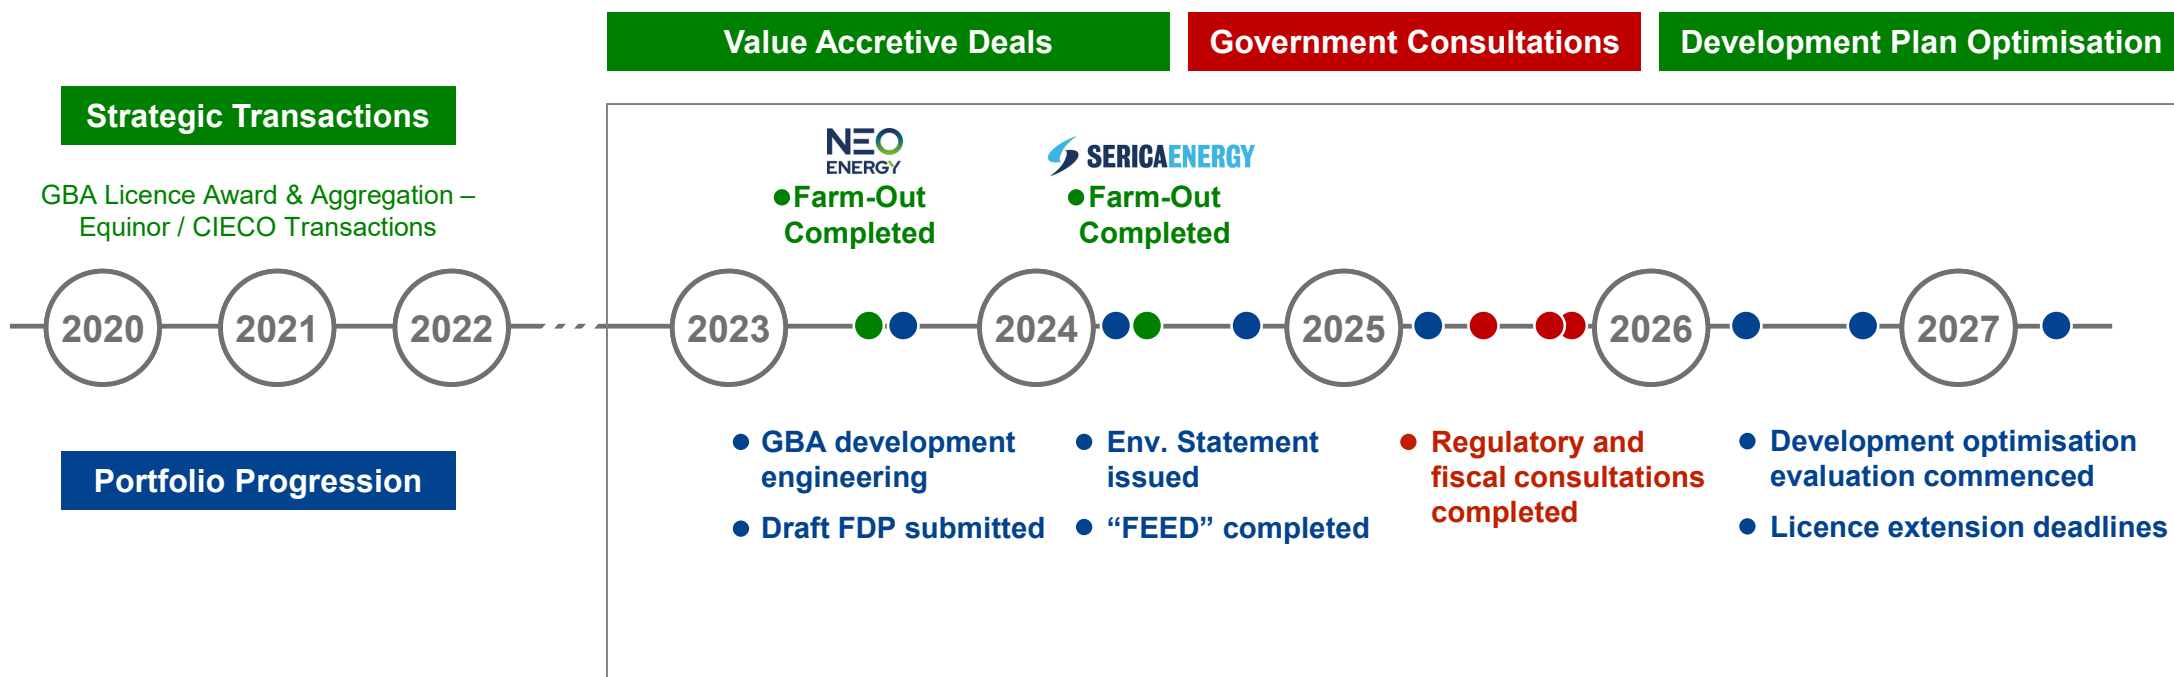 Value Accretive Deals
Government Consultations
Development Plan Optimisation
Strategic Transactions
GBA Licence Award & Aggregation –
Equinor / CIECO Transactions
NEO
ENERGY
Farm-Out
Completed
SERICAENERGY
Farm-Out
Completed
2020
2021
2022
2023
2024
2025
2026
2027
Portfolio Progression
GBA development
engineering
Draft FDP submitted
Env. Statement
issued
“FEED” completed
Regulatory and
fiscal consultations
completed
Development optimisation
evaluation commenced
Licence extension deadlines